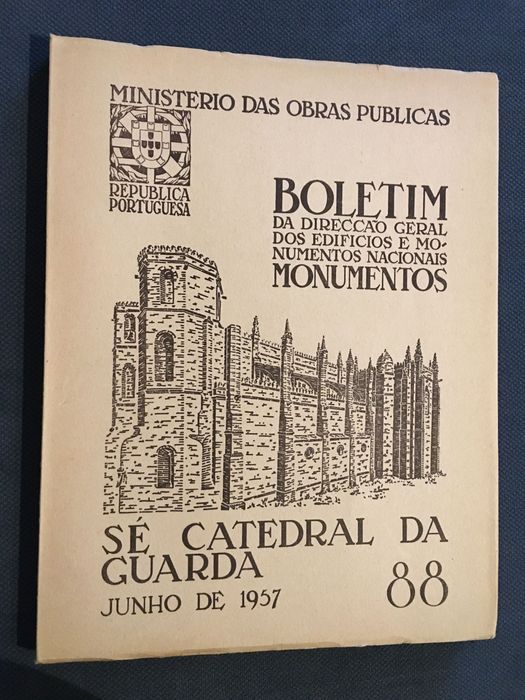 MINISTERIO DAS OBRAS PUBLICAS
REPUBLICA
PORTUGUESA
BOLETIM
DA DIRECCÃO GERAL
DOS EDIFICIOS E MO-
NUMENTOS NACIONAIS
MONUMENTOS
SÉ CATEDRAL DA
GUARDA
JUNHO DE 1957
88